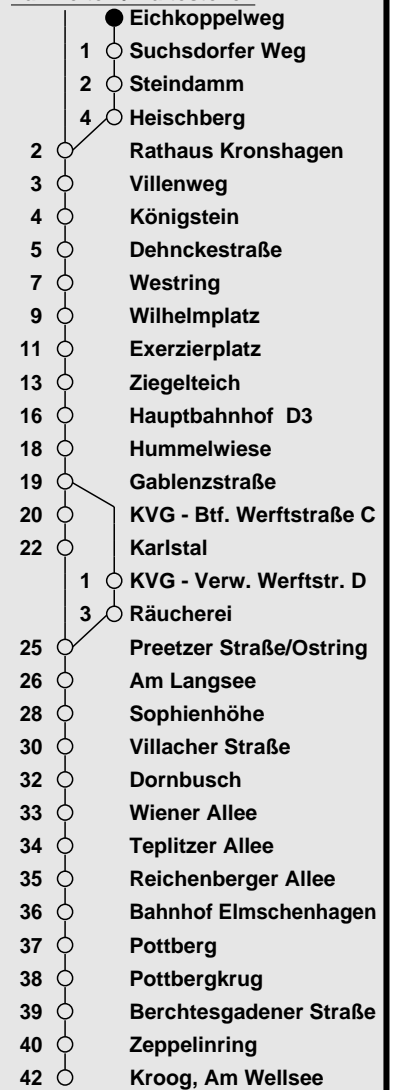 Eichkoppelweg
1 Suchsdorfer Weg
2 Steindamm
4 Heischberg
2 Rathaus Kronshagen
3 Villenweg
4 Königstein
5 Dehnckestraße
7 Westring
9 Wilhelmplatz
11 Exerzierplatz
13 Ziegelteich
16 Hauptbahnhof D3
18 Hummelwiese
19 Gablenzstraße
20 KVG - Btf. Werftstraße C
22 Karlstal
1 KVG - Verw. Werftstr. D
3 Räucherei
25 Preetzer Straße/Ostring
26 Am Langsee
28 Sophienhöhe
30 Villacher Straße
32 Dornbusch
33 Wiener Allee
34 Teplitzer Allee
35 Reichenberger Allee
36 Bahnhof Elmschenhagen
37 Pottberg
38 Pottbergkrug
39 Berchtesgadener Straße
40 Zeppelinring
42 Kroog, Am Wellsee